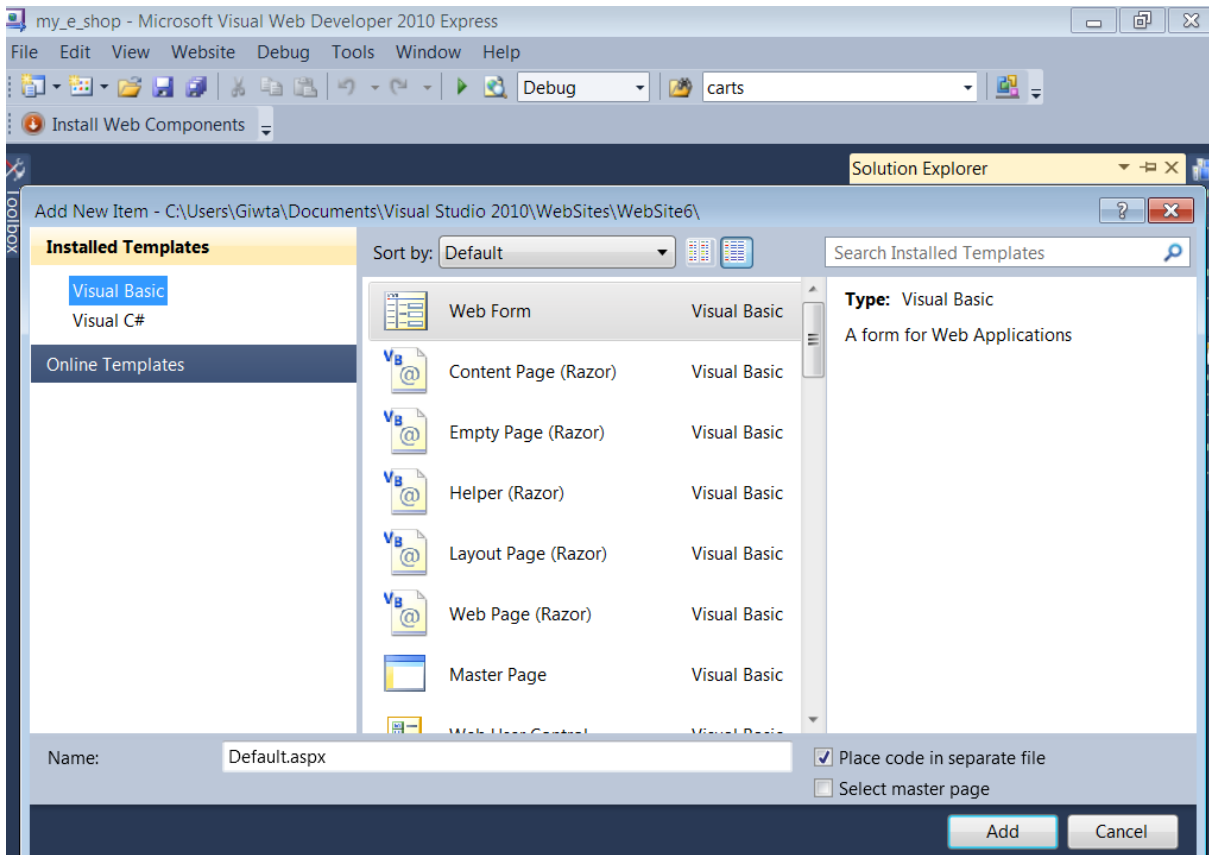 my_e_shop - Microsoft Visual Web Developer 2010 Express
File Edit View Website Debug Tools Window Help
Debug carts
Install Web Components
Toolbox
Solution Explorer
Add New Item - C:\Users\Giwta\Documents\Visual Studio 2010\WebSites\WebSite6\
Installed Templates
Visual Basic
Visual C#
Online Templates
Sort by: Default
Search Installed Templates
Web Form Visual Basic
Content Page (Razor) Visual Basic
Empty Page (Razor) Visual Basic
Helper (Razor) Visual Basic
Layout Page (Razor) Visual Basic
Web Page (Razor) Visual Basic
Master Page Visual Basic
Web User Control Visual Basic
Type: Visual Basic
A form for Web Applications
Name: Default.aspx
Place code in separate file
Select master page
Add Cancel